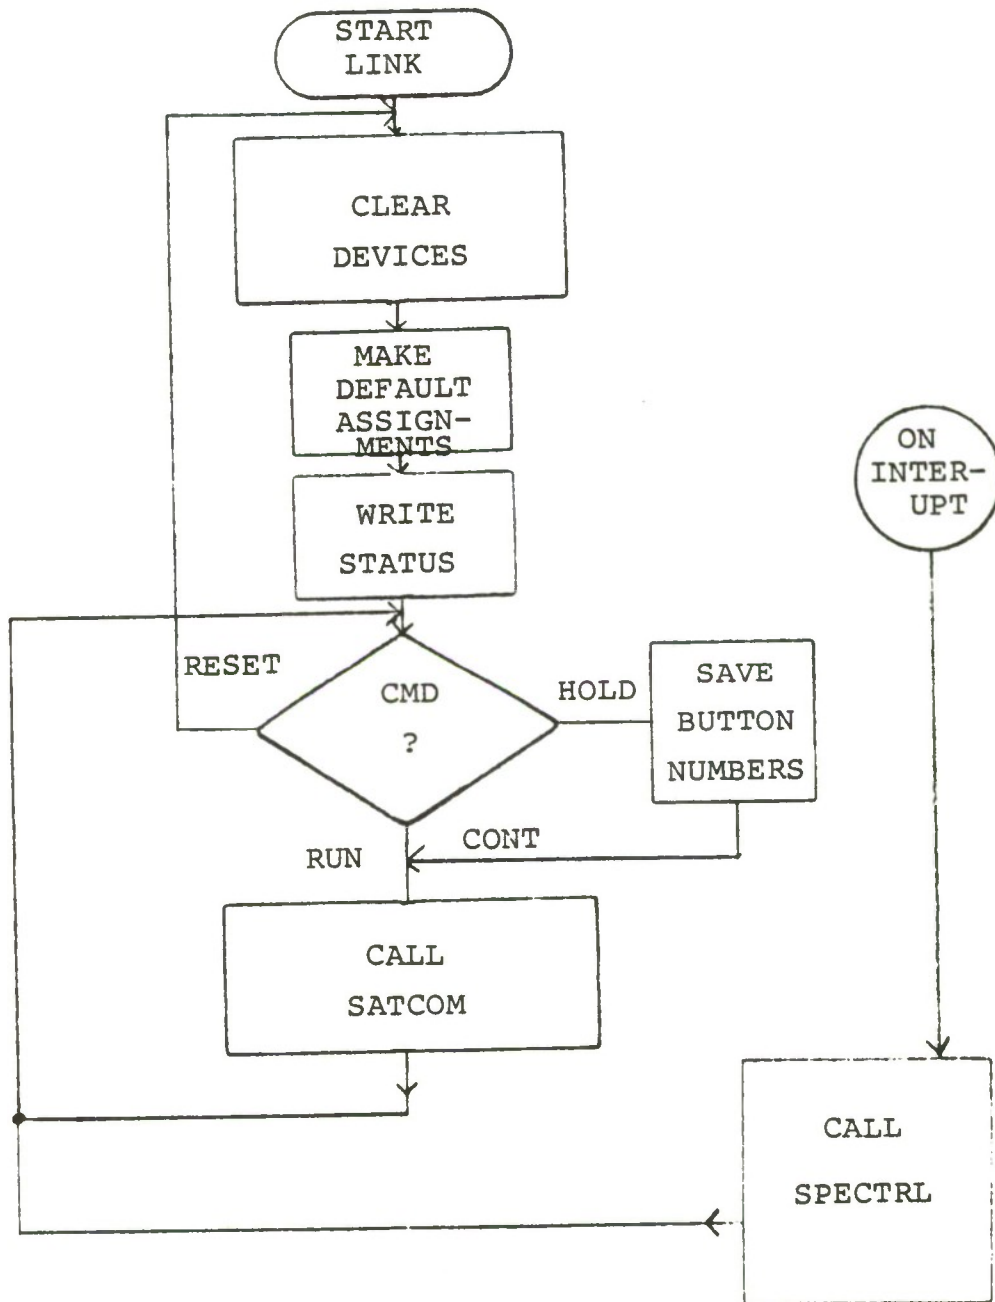 START
LINK
CLEAR
DEVICES
MAKE
DEFAULT
ASSIGN-
MENTS
WRITE
STATUS
RESET
CMD
?
HOLD
SAVE
BUTTON
NUMBERS
RUN
CONT
CALL
SATCOM
ON
INTER-
UPT
CALL
SPECTRL